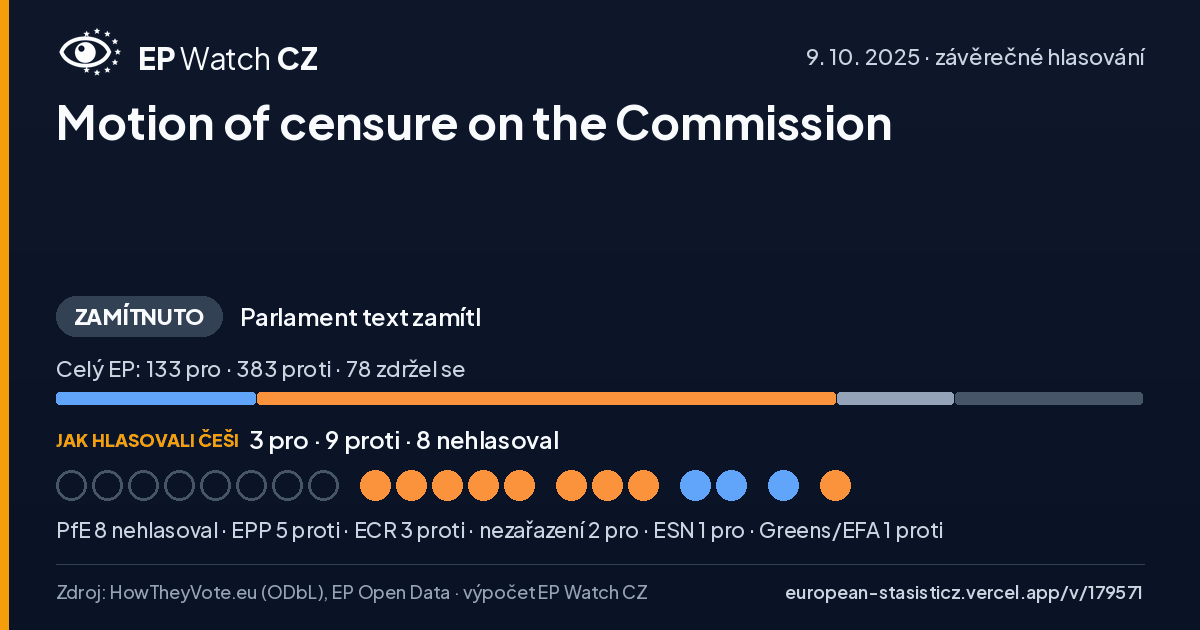 EP Watch CZ
9. 10. 2025 · závěrečné hlasování
Motion of censure on the Commission
ZAMÍTNUTO
Parlament text zamítl
Celý EP: 133 pro · 383 proti · 78 zdržel se
JAK HLASOVALI ČEŠI 3 pro · 9 proti · 8 nehlasoval
PfE 8 nehlasoval · EPP 5 proti · ECR 3 proti · nezařazení 2 pro · ESN 1 pro · Greens/EFA 1 proti
Zdroj: HowTheyVote.eu (ODbL), EP Open Data · výpočet EP Watch CZ
european-stasisticz.vercel.app/v/179571